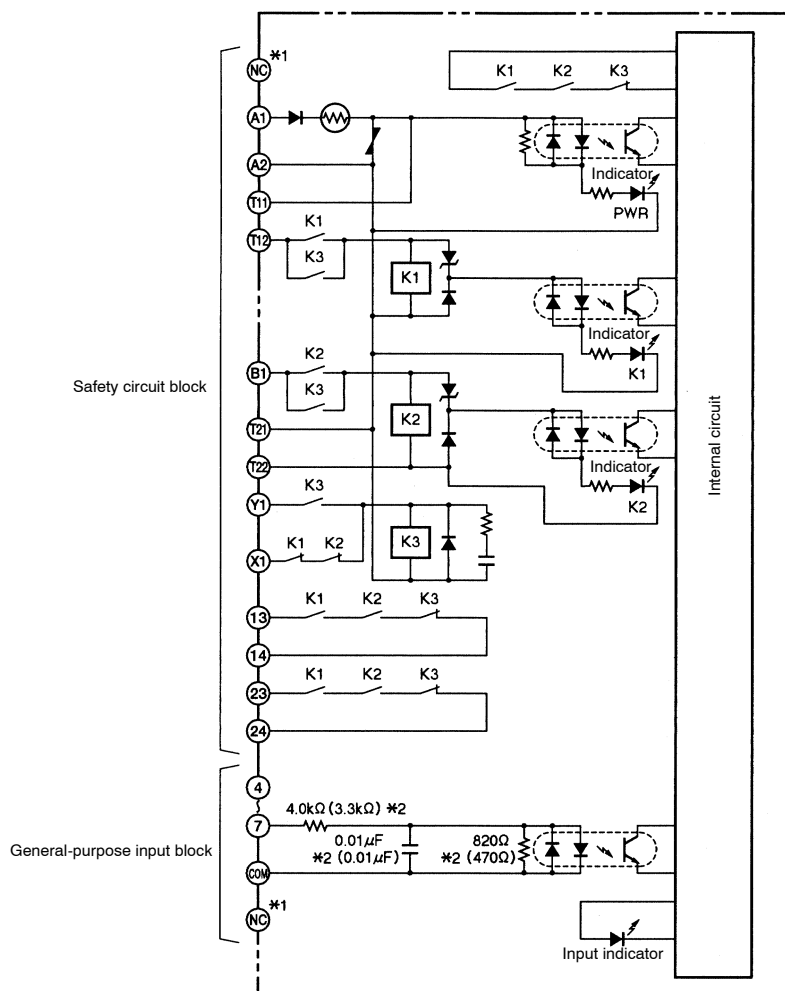 NC *1
K1 K2 K3
A1
A2
Indicator
T11
PWR
T12 K1
K3
K1
Indicator
K1
B1 K2
K3
K2
T21
T22
Indicator
K2
Y1 K3
K3
X1 K1 K2
13 K1 K2 K3
14
23 K1 K2 K3
24
Safety circuit block
Internal circuit
4
4.0kΩ (3.3kΩ) *2
7
0.01μF
*2 (0.01μF)
820Ω
*2 (470Ω)
General-purpose input block
COM
NC *1
Input indicator